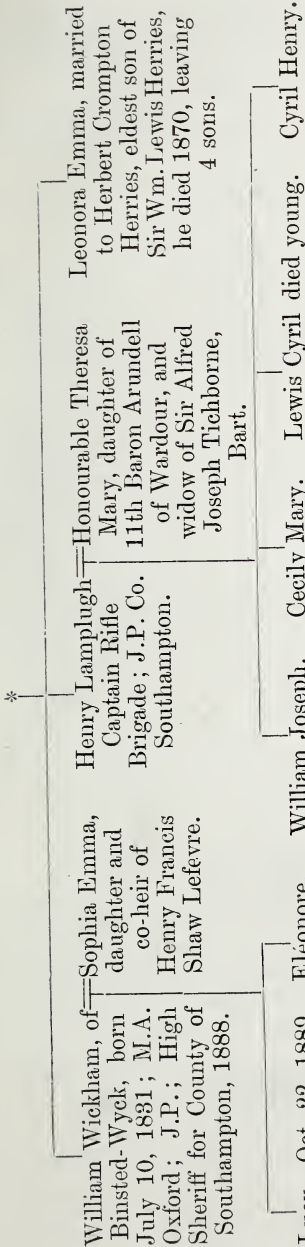 *
William Wickham, of
Binsted-Wyck, born
July 10, 1831; M.A.
Oxford; J.P.; High
Sheriff for County of
Southampton, 1888.
Sophia Emma,
daughter and
co-heir of
Henry Francis
Shaw Lefevre.
Henry Lamplugh
Captain Rifle
Brigade; J.P. Co.
Southampton.
Honourable Theresa
Mary, daughter of
11th Baron Arundell
of Wardour, and
widow of Sir Alfred
Joseph Tichborne,
Bart.
Leonora Emma, married
to Herbert Crompton
Herries, eldest son of
Sir Wm. Lewis Herries,
he died 1870, leaving
4 sons.
Oct. 22, 1889. Eléonore. William Joseph. Cecily Mary. Lewis Cyril died young. Cyril Henry.